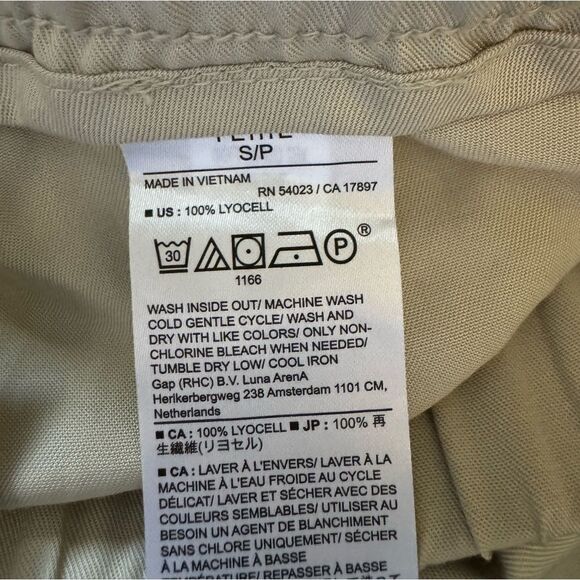 PETITE
S/P
MADE IN VIETNAM
RN 54023 / CA 17897
■ US : 100% LYOCELL
30
P
®
1166
WASH INSIDE OUT/ MACHINE WASH
COLD GENTLE CYCLE/ WASH AND
DRY WITH LIKE COLORS/ ONLY NON-
CHLORINE BLEACH WHEN NEEDED/
TUMBLE DRY LOW/ COOL IRON
Gap (RHC) B.V. Luna ArenA
Herikerbergweg 238 Amsterdam 1101 CM,
Netherlands
■ CA : 100% LYOCELL ■ JP : 100% 再
生繊維(リヨセル)
■ CA : LAVER À L'ENVERS/ LAVER À LA
MACHINE À L'EAU FROIDE AU CYCLE
DÉLICAT/ LAVER ET SÉCHER AVEC DES
COULEURS SEMBLABLES/ UTILISER AU
BESOIN UN AGENT DE BLANCHIMENT
SANS CHLORE UNIQUEMENT/ SÉCHER
À LA MACHINE À BASSE
TEMPÉRATURE/ REPASSER À BASSE